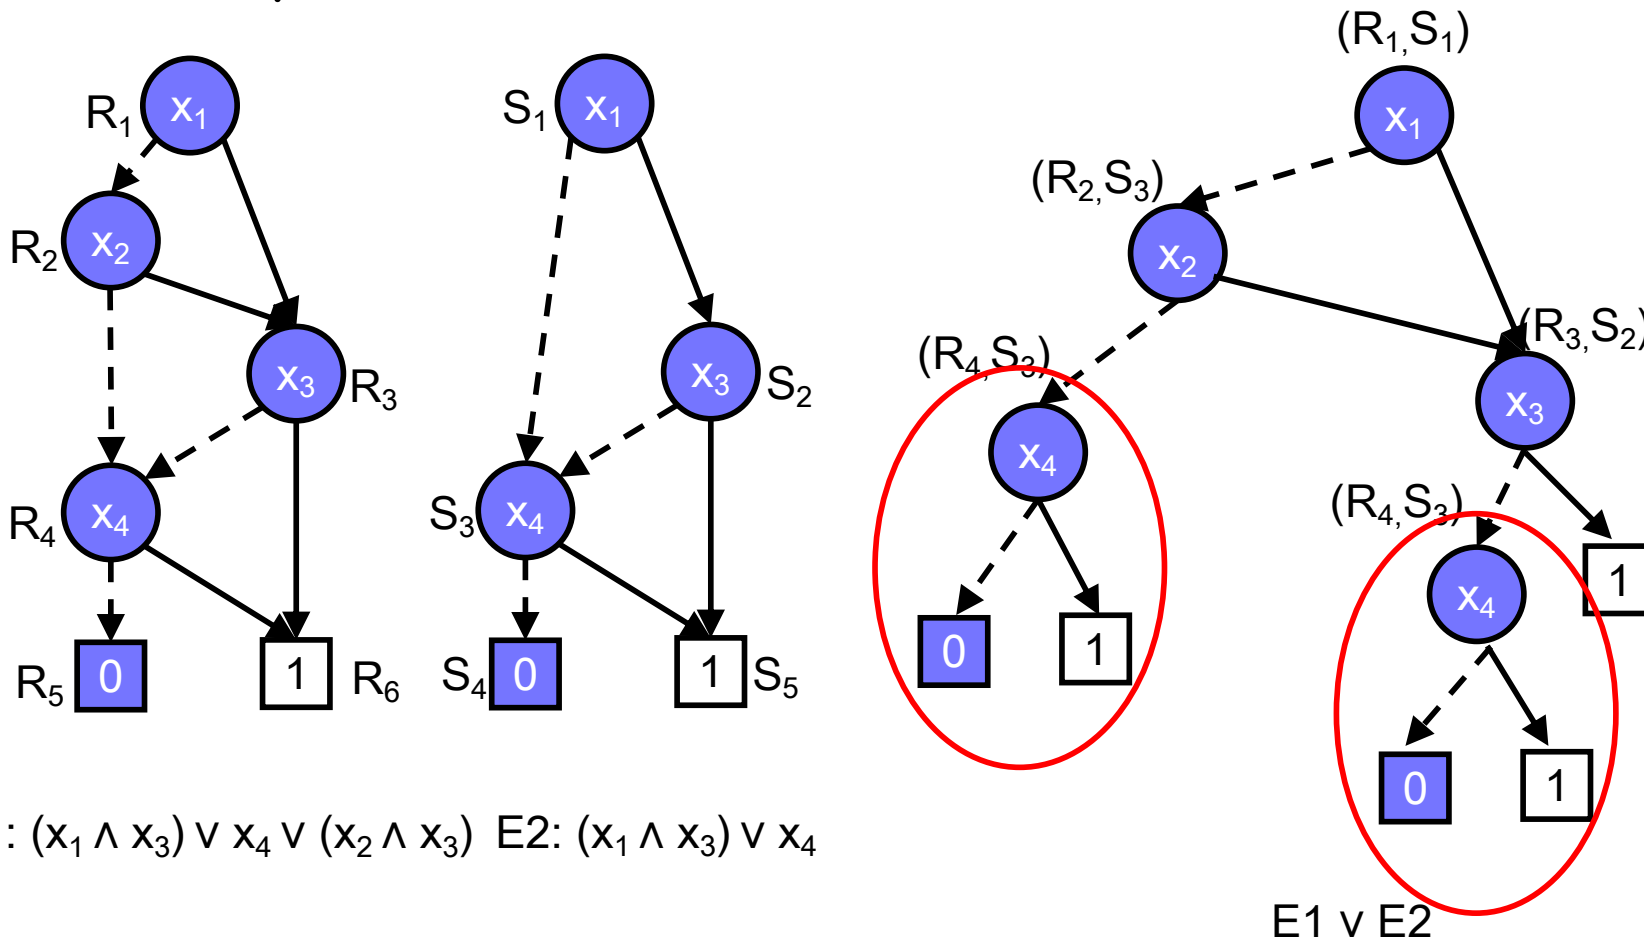 (R₁,S₁)
R₁ x₁
S₁ x₁
x₁
(R₂,S₃)
R₂ x₂
x₂
(R₃,S₂)
(R₄,S₃)
x₃ R₃
x₃ S₂
x₃
x₄
(R₄,S₃)
R₄ x₄
S₃ x₄
1
x₄
R₅ 0
1 R₆
S₄ 0
1 S₅
0
1
0
1
: (x₁ ∧ x₃) ∨ x₄ ∨ (x₂ ∧ x₃) E2: (x₁ ∧ x₃) ∨ x₄
E1 ∨ E2